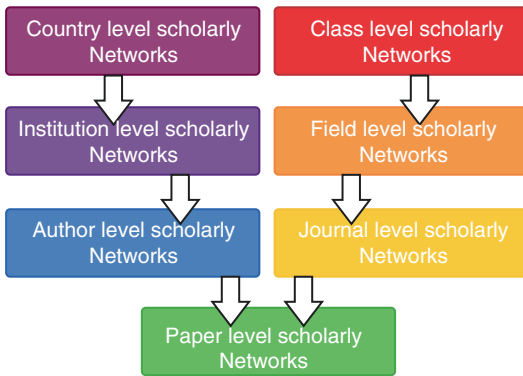 Country level scholarly
Networks
Class level scholarly
Networks
Institution level scholarly
Networks
Field level scholarly
Networks
Author level scholarly
Networks
Journal level scholarly
Networks
Paper level scholarly
Networks